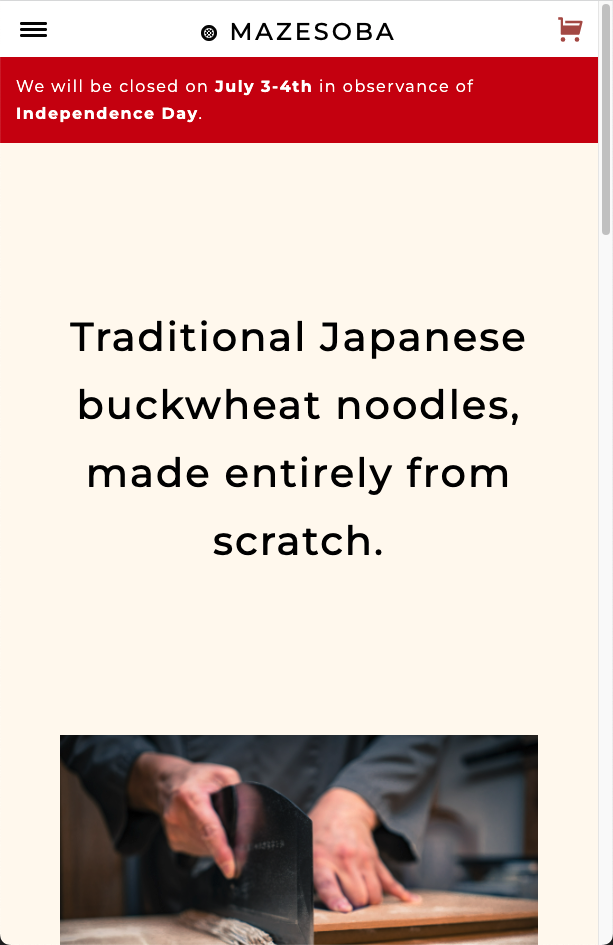 MAZESOBA
We will be closed on July 3-4th in observance of
Independence Day.
Traditional Japanese
buckwheat noodles,
made entirely from
scratch.